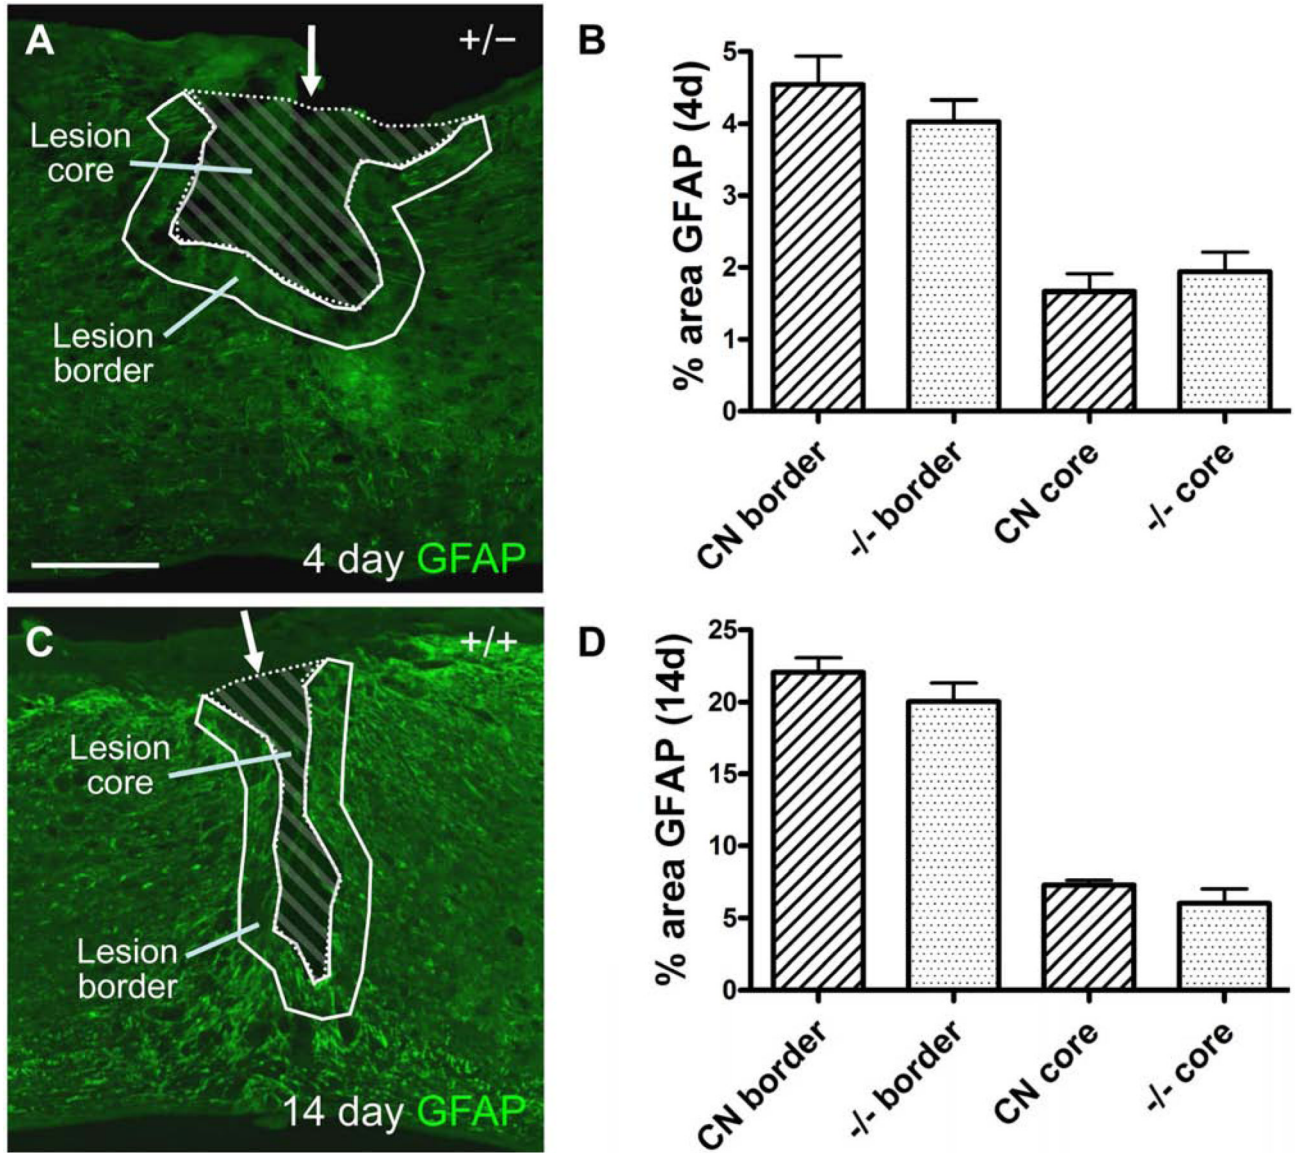 A
+/−
Lesion
core
Lesion
border
4 day GFAP
B
% area GFAP (4d)
5
4
3
2
1
0
CN border
-/- border
CN core
-/- core
C
+/+
Lesion
core
Lesion
border
14 day GFAP
D
% area GFAP (14d)
25
20
15
10
5
0
CN border
-/- border
CN core
-/- core